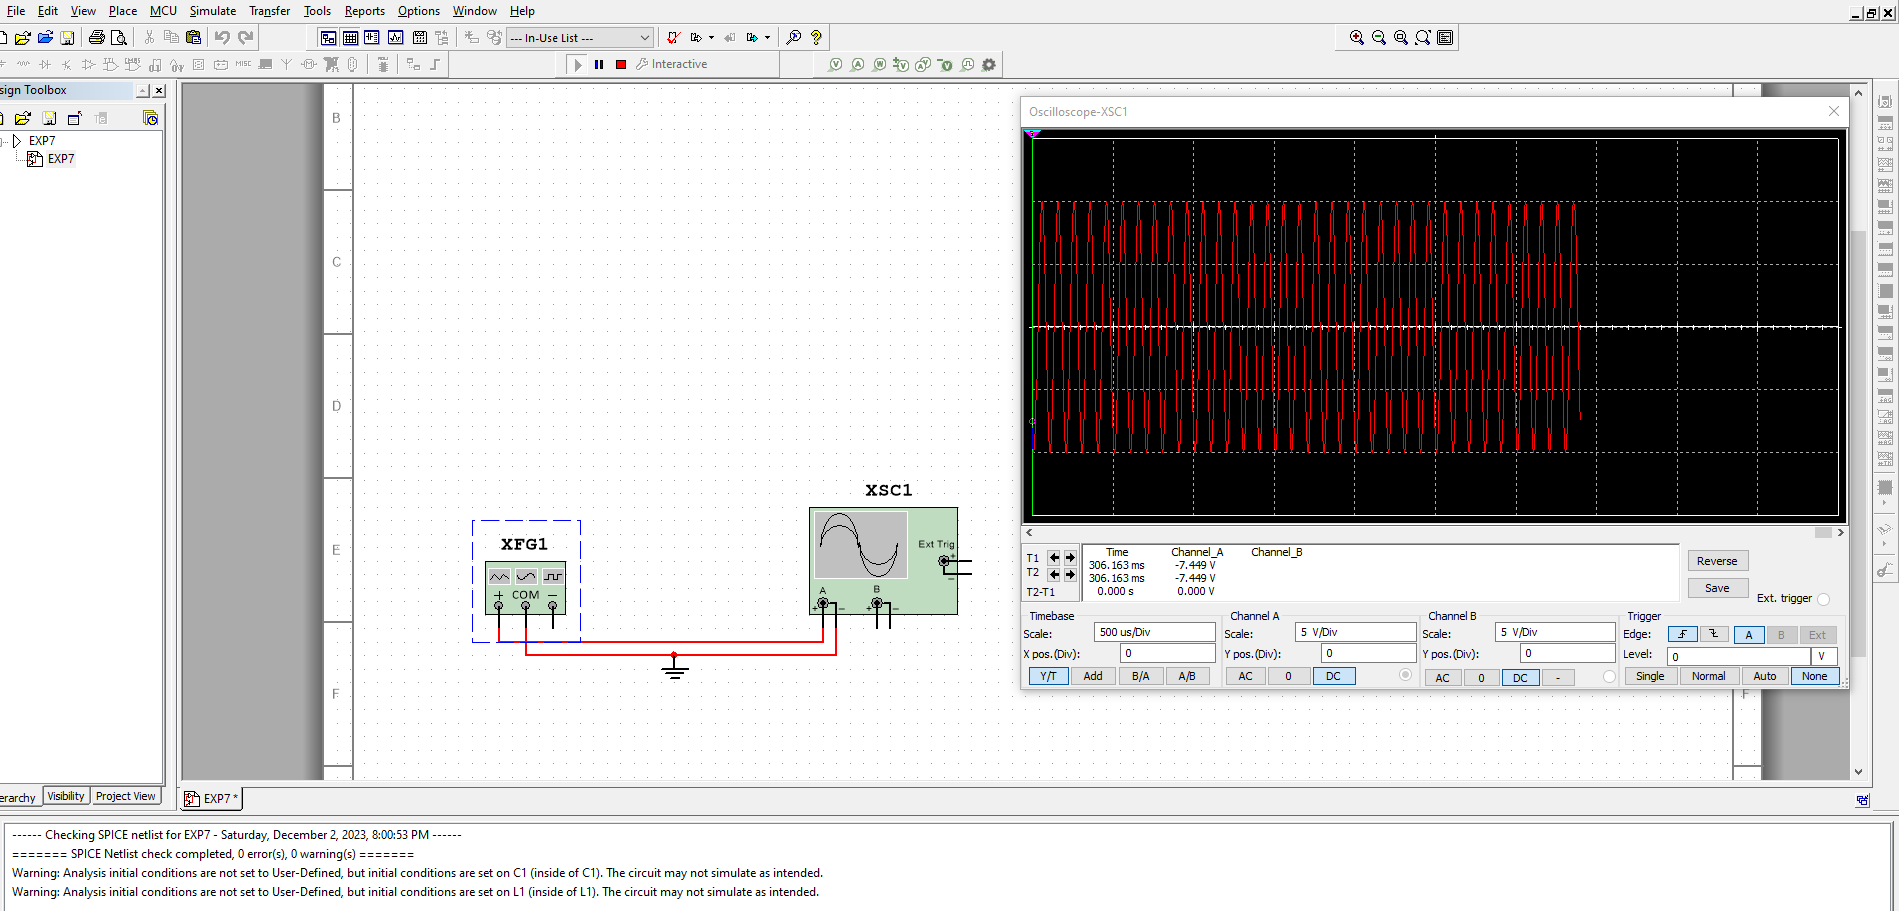 File Edit View Place MCU Simulate Transfer Tools Reports Options Window Help
--- In-Use List ---
MISC
Interactive
sign Toolbox
EXP7
EXP7
B
C
D
E
F
XFG1
+ COM −
XSC1
Ext Trig
+
−
A B
+ − + −
Oscilloscope-XSC1
T1
T2
T2-T1
Time Channel_A Channel_B
306.163 ms -7.449 V
306.163 ms -7.449 V
0.000 s 0.000 V
Reverse
Save
Ext. trigger
Timebase
Scale: 500 us/Div
X pos.(Div): 0
Y/T Add B/A A/B
Channel A
Scale: 5 V/Div
Y pos.(Div): 0
AC 0 DC
Channel B
Scale: 5 V/Div
Y pos.(Div): 0
AC 0 DC -
Trigger
Edge: A B Ext
Level: 0 V
Single Normal Auto None
F
erarchy Visibility Project View
EXP7 *
------ Checking SPICE netlist for EXP7 - Saturday, December 2, 2023, 8:00:53 PM ------
======= SPICE Netlist check completed, 0 error(s), 0 warning(s) =======
Warning: Analysis initial conditions are not set to User-Defined, but initial conditions are set on C1 (inside of C1). The circuit may not simulate as intended.
Warning: Analysis initial conditions are not set to User-Defined, but initial conditions are set on L1 (inside of L1). The circuit may not simulate as intended.